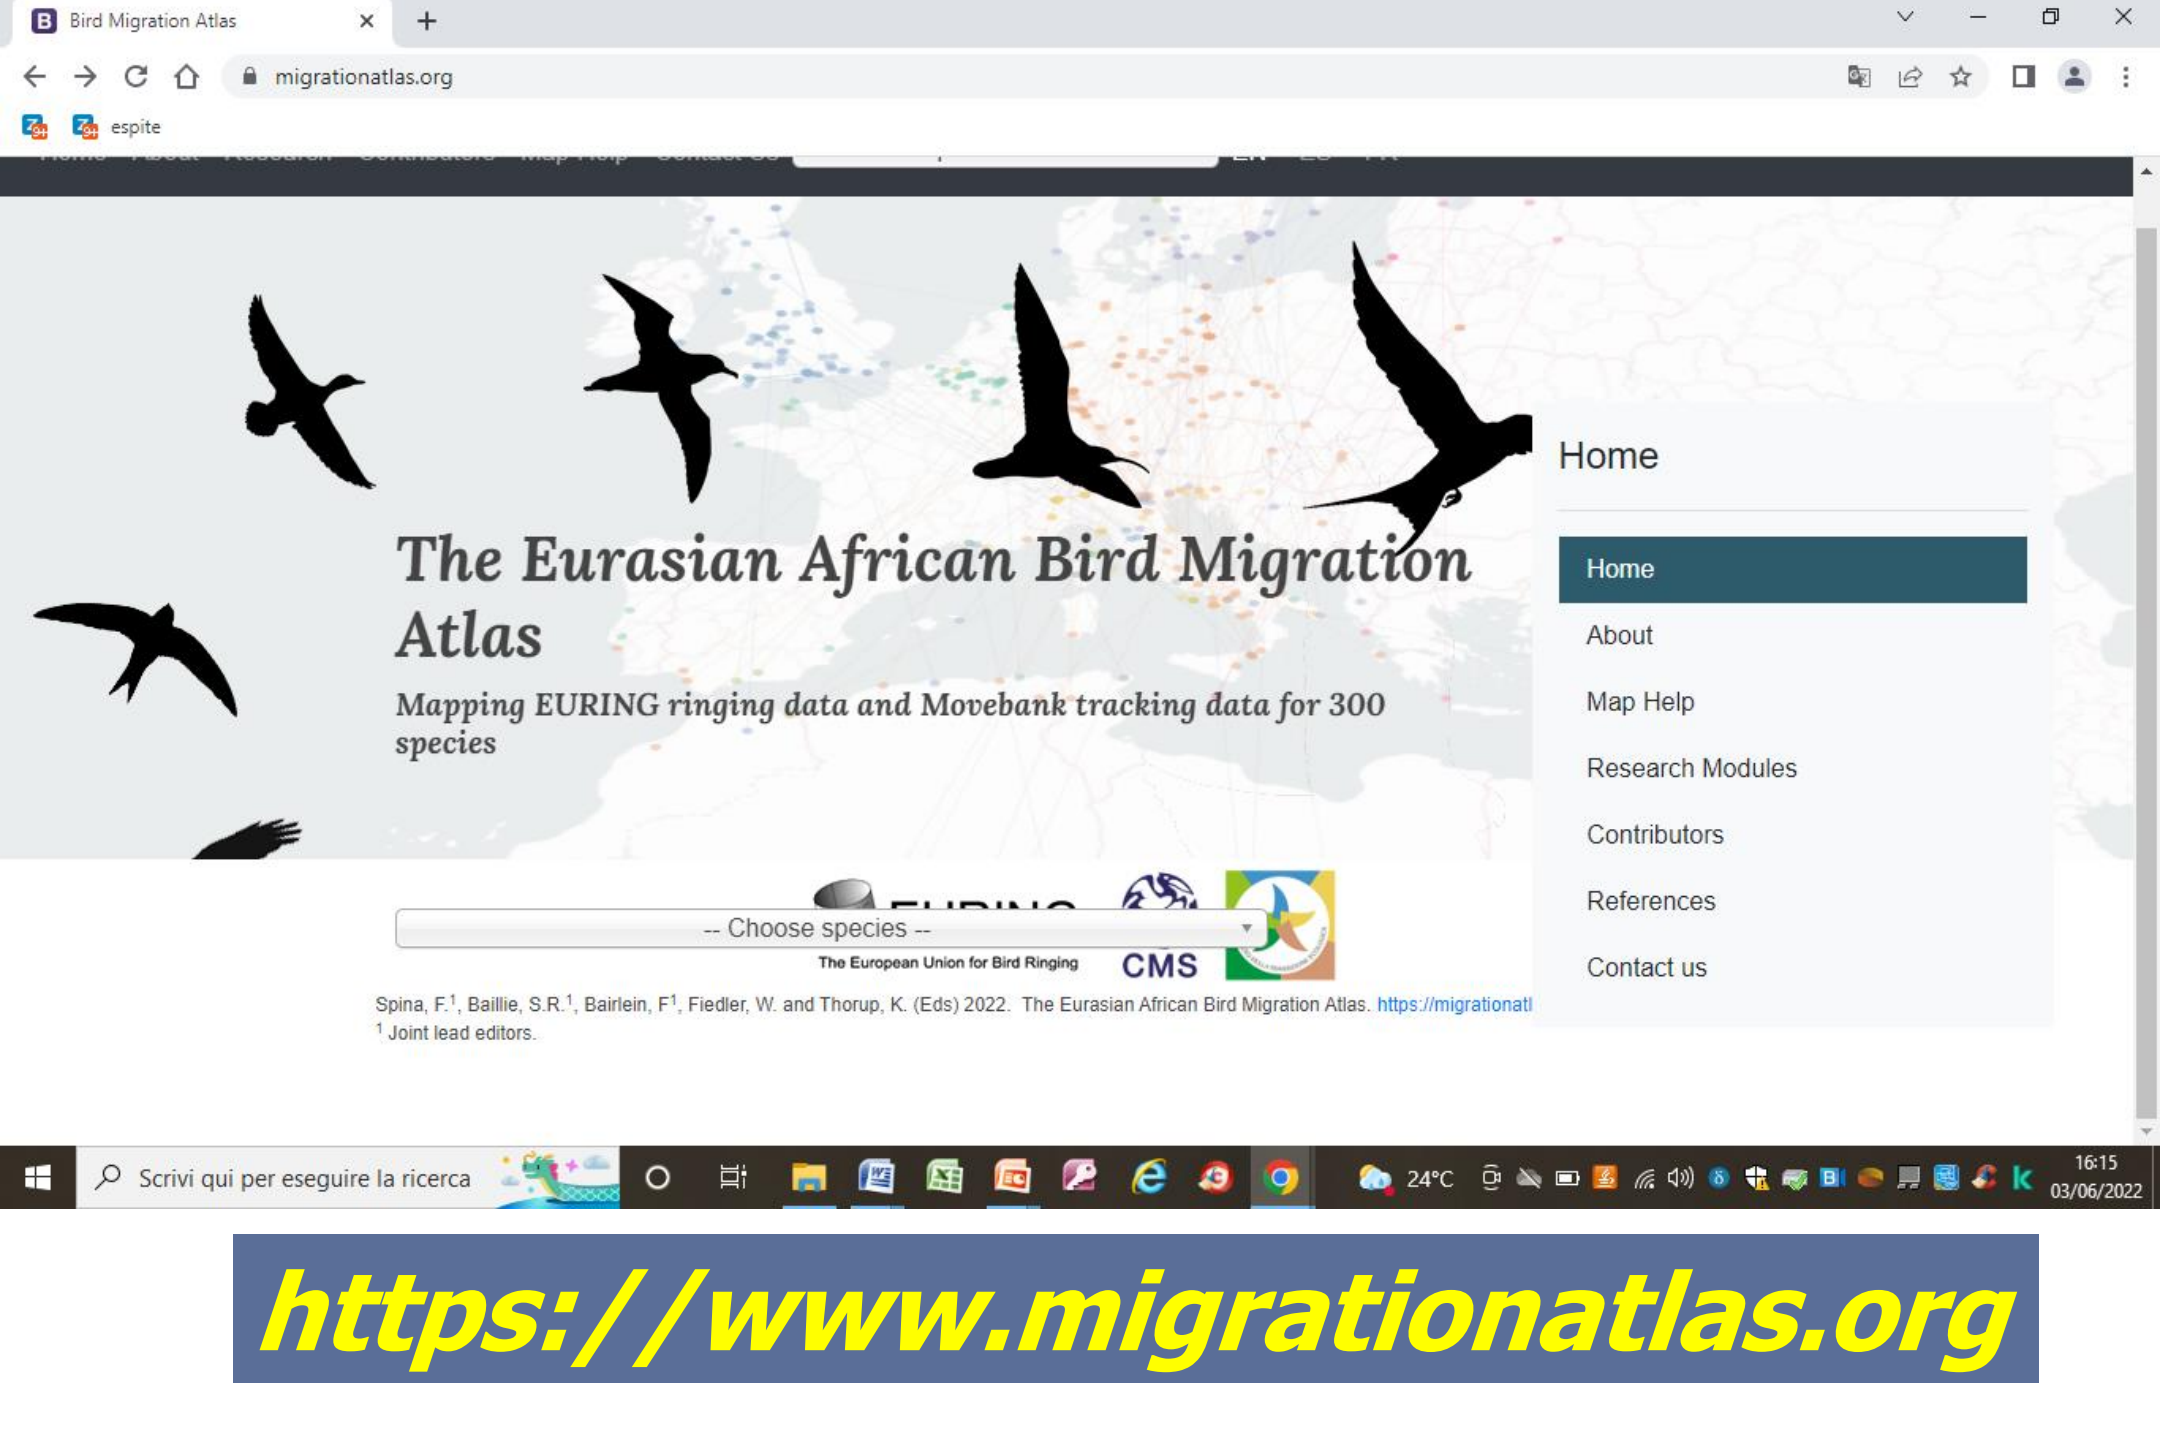 Bird Migration Atlas
migrationatlas.org
espite
The Eurasian African Bird Migration
Atlas
Mapping EURING ringing data and Movebank tracking data for 300
species
Home
Home
About
Map Help
Research Modules
Contributors
References
Contact us
-- Choose species --
The European Union for Bird Ringing
CMS
Spina, F.¹, Baillie, S.R.¹, Bairlein, F¹, Fiedler, W. and Thorup, K. (Eds) 2022. The Eurasian African Bird Migration Atlas. https://migrationatl
¹ Joint lead editors.
Scrivi qui per eseguire la ricerca
24°C
16:15
03/06/2022
https://www.migrationatlas.org